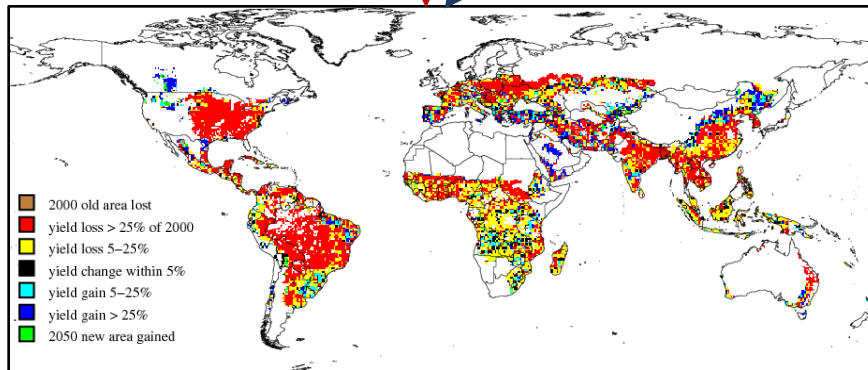 2000 old area lost
yield loss > 25% of 2000
yield loss 5–25%
yield change within 5%
yield gain 5–25%
yield gain > 25%
2050 new area gained